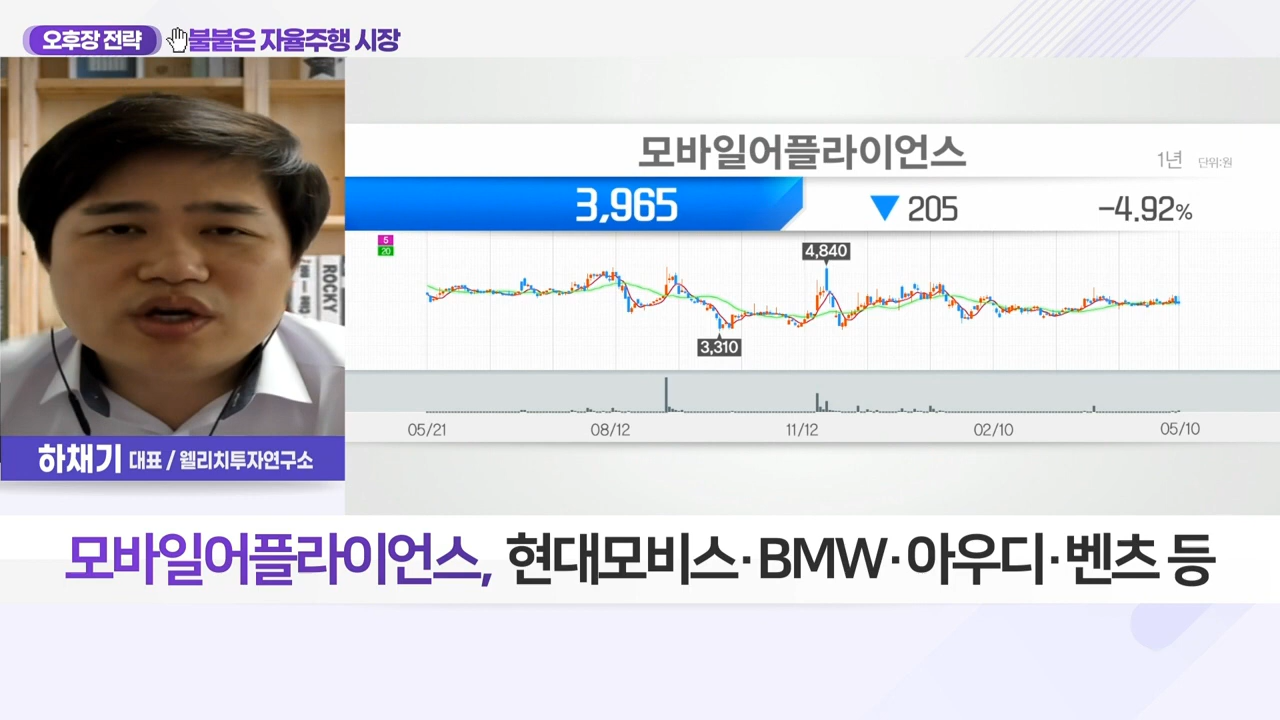 오후장 전략 불붙은 자율주행 시장
모바일어플라이언스
1년 단위:원
3,965 ▼ 205 -4.92%
5
20
4,840
3,310
05/21 08/12 11/12 02/10 05/10
ROCKY
하채기 대표 / 웰리치투자연구소
모바일어플라이언스, 현대모비스·BMW·아우디·벤츠 등